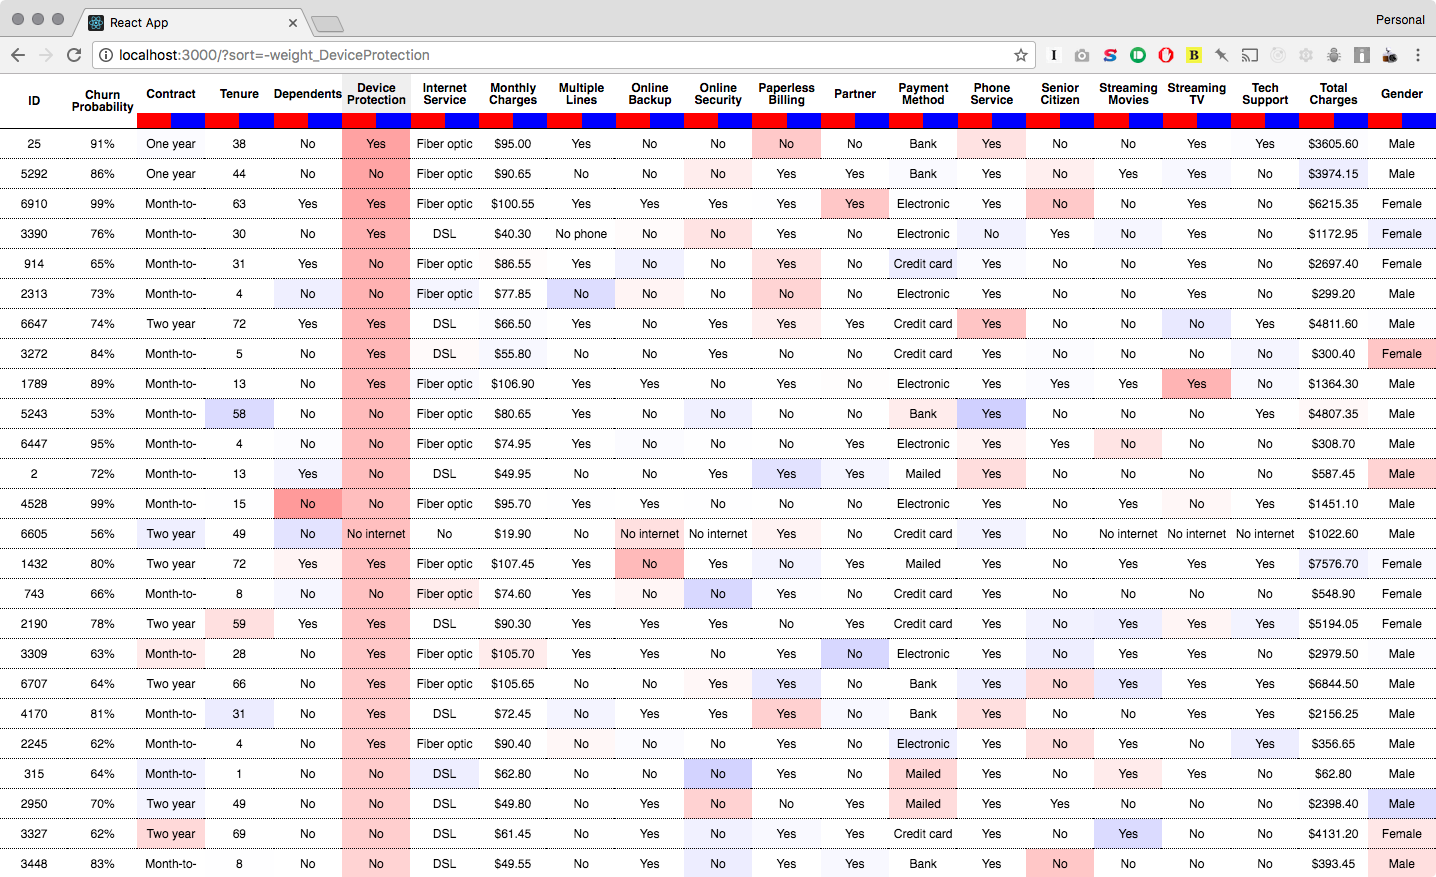 React App
Personal
localhost:3000/?sort=-weight_DeviceProtection
ID Churn Probability Contract Tenure Dependents Device Protection Internet Service Monthly Charges Multiple Lines Online Backup Online Security Paperless Billing Partner Payment Method Phone Service Senior Citizen Streaming Movies Streaming TV Tech Support Total Charges Gender
25 91% One year 38 No Yes Fiber optic $95.00 Yes No No No No Bank Yes No No Yes Yes $3605.60 Male
5292 86% One year 44 No No Fiber optic $90.65 No No No Yes Yes Bank Yes No Yes Yes No $3974.15 Male
6910 99% Month-to- 63 Yes Yes Fiber optic $100.55 Yes Yes Yes Yes Yes Electronic Yes No No Yes No $6215.35 Female
3390 76% Month-to- 30 No Yes DSL $40.30 No phone No No Yes No Electronic No Yes No Yes No $1172.95 Female
914 65% Month-to- 31 Yes No Fiber optic $86.55 Yes No No Yes No Credit card Yes No No Yes No $2697.40 Female
2313 73% Month-to- 4 No No Fiber optic $77.85 No No No No No Electronic Yes No No Yes No $299.20 Male
6647 74% Two year 72 Yes Yes DSL $66.50 Yes No Yes Yes Yes Credit card Yes No No No Yes $4811.60 Male
3272 84% Month-to- 5 No Yes DSL $55.80 No No Yes No No Credit card Yes No No No No $300.40 Female
1789 89% Month-to- 13 No Yes Fiber optic $106.90 Yes Yes No Yes No Electronic Yes Yes Yes Yes No $1364.30 Male
5243 53% Month-to- 58 No No Fiber optic $80.65 Yes No No No No Bank Yes No No No Yes $4807.35 Male
6447 95% Month-to- 4 No No Fiber optic $74.95 Yes No No No Yes Electronic Yes Yes No No No $308.70 Male
2 72% Month-to- 13 Yes No DSL $49.95 No No Yes Yes Yes Mailed Yes No No No No $587.45 Male
4528 99% Month-to- 15 No No Fiber optic $95.70 Yes Yes No No No Electronic Yes No Yes No Yes $1451.10 Male
6605 56% Two year 49 No No internet No $19.90 No No internet No internet Yes No Credit card Yes No No internet No internet No internet $1022.60 Male
1432 80% Two year 72 Yes Yes Fiber optic $107.45 Yes No Yes No Yes Mailed Yes No Yes Yes Yes $7576.70 Female
743 66% Month-to- 8 No No Fiber optic $74.60 Yes No No Yes No Credit card Yes No No No No $548.90 Female
2190 78% Two year 59 Yes Yes DSL $90.30 Yes Yes Yes No Yes Credit card Yes No Yes Yes Yes $5194.05 Female
3309 63% Month-to- 28 No Yes Fiber optic $105.70 Yes Yes No Yes No Electronic Yes No Yes Yes No $2979.50 Male
6707 64% Two year 66 No Yes Fiber optic $105.65 No No Yes Yes No Bank Yes No Yes Yes Yes $6844.50 Male
4170 81% Month-to- 31 No Yes DSL $72.45 No Yes Yes Yes No Bank Yes No No Yes Yes $2156.25 Male
2245 62% Month-to- 4 No Yes Fiber optic $90.40 No No No Yes No Electronic Yes No Yes No Yes $356.65 Male
315 64% Month-to- 1 No No DSL $62.80 No No No Yes No Mailed Yes No Yes Yes No $62.80 Male
2950 70% Two year 49 No No DSL $49.80 No Yes No No Yes Mailed Yes Yes No No No $2398.40 Male
3327 62% Two year 69 No No DSL $61.45 No Yes No Yes Yes Credit card Yes No Yes No No $4131.20 Female
3448 83% Month-to- 8 No No DSL $49.55 No Yes No Yes Yes Bank Yes No No No No $393.45 Male